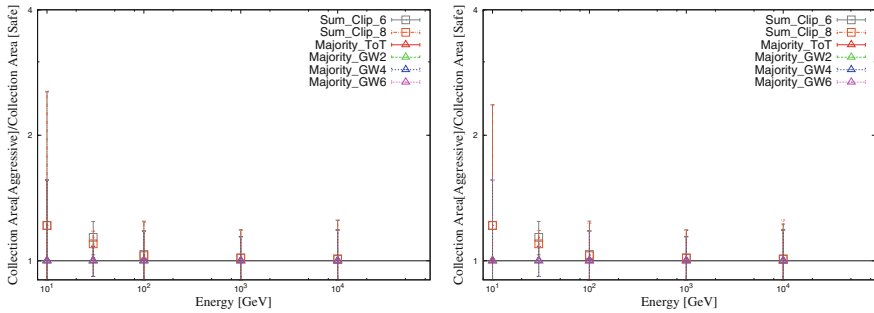 Collection Area[Aggressive]/Collection Area [Safe]
4
2
1
Sum_Clip_6
Sum_Clip_8
Majority_ToT
Majority_GW2
Majority_GW4
Majority_GW6
10¹ 10² 10³ 10⁴
Energy [GeV]
Collection Area[Aggressive]/Collection Area [Safe]
4
2
1
Sum_Clip_6
Sum_Clip_8
Majority_ToT
Majority_GW2
Majority_GW4
Majority_GW6
10¹ 10² 10³ 10⁴
Energy [GeV]